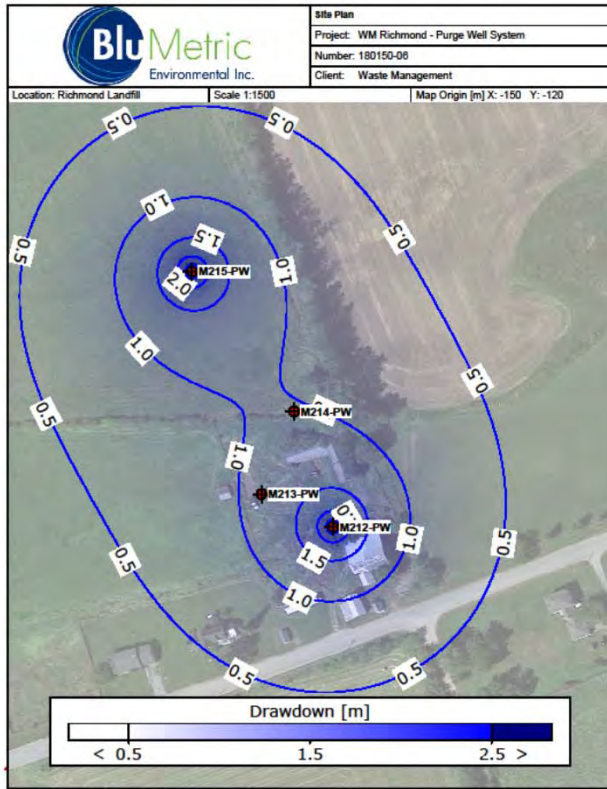 BluMetric
Environmental Inc.
Site Plan
Project: WM Richmond - Purge Well System
Number: 180150-06
Client: Waste Management
Location: Richmond Landfill Scale 1:1500 Map Origin [m] X: -150 Y: -120
0.5 0.5
1.0
1.5 0.5
0.5 1.0
M215-PW
2.0
1.0
0.5
0.5
M214-PW
1.0
M213-PW
M212-PW
1.0
1.5 0.5
0.5
1.0
0.5 0.5
Drawdown [m]
< 0.5 1.5 2.5 >